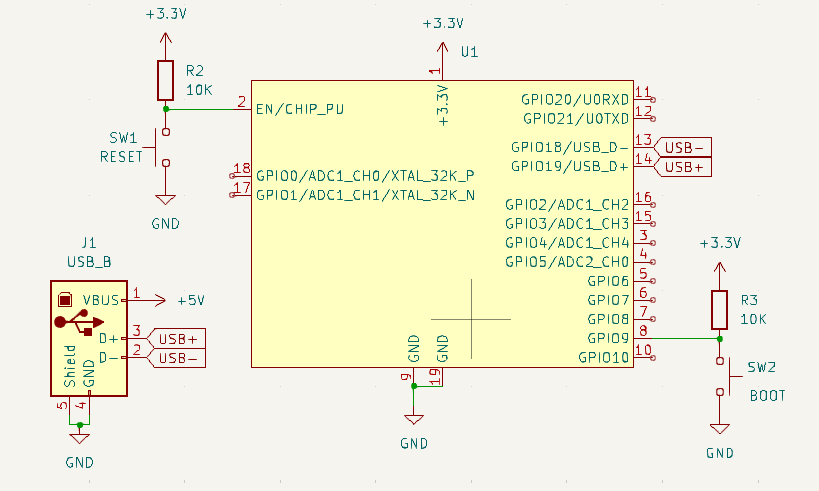 +3.3V
R2
10K
SW1
RESET
GND
+3.3V
U1
1
+3.3V
2
EN/CHIP_PU
18
GPIO0/ADC1_CH0/XTAL_32K_P
17
GPIO1/ADC1_CH1/XTAL_32K_N
GPIO20/U0RXD 11
GPIO21/U0TXD 12
GPIO18/USB_D- 13 USB-
GPIO19/USB_D+ 14 USB+
GPIO2/ADC1_CH2 16
GPIO3/ADC1_CH3 15
GPIO4/ADC1_CH4 3
GPIO5/ADC2_CH0 4
GPIO6 5
GPIO7 6
GPIO8 7
GPIO9 8
GPIO10 10
GND
GND
9
19
GND
J1
USB_B
VBUS 1 +5V
D+ 3 USB+
D- 2 USB-
Shield
GND
5
4
GND
+3.3V
R3
10K
SW2
BOOT
GND